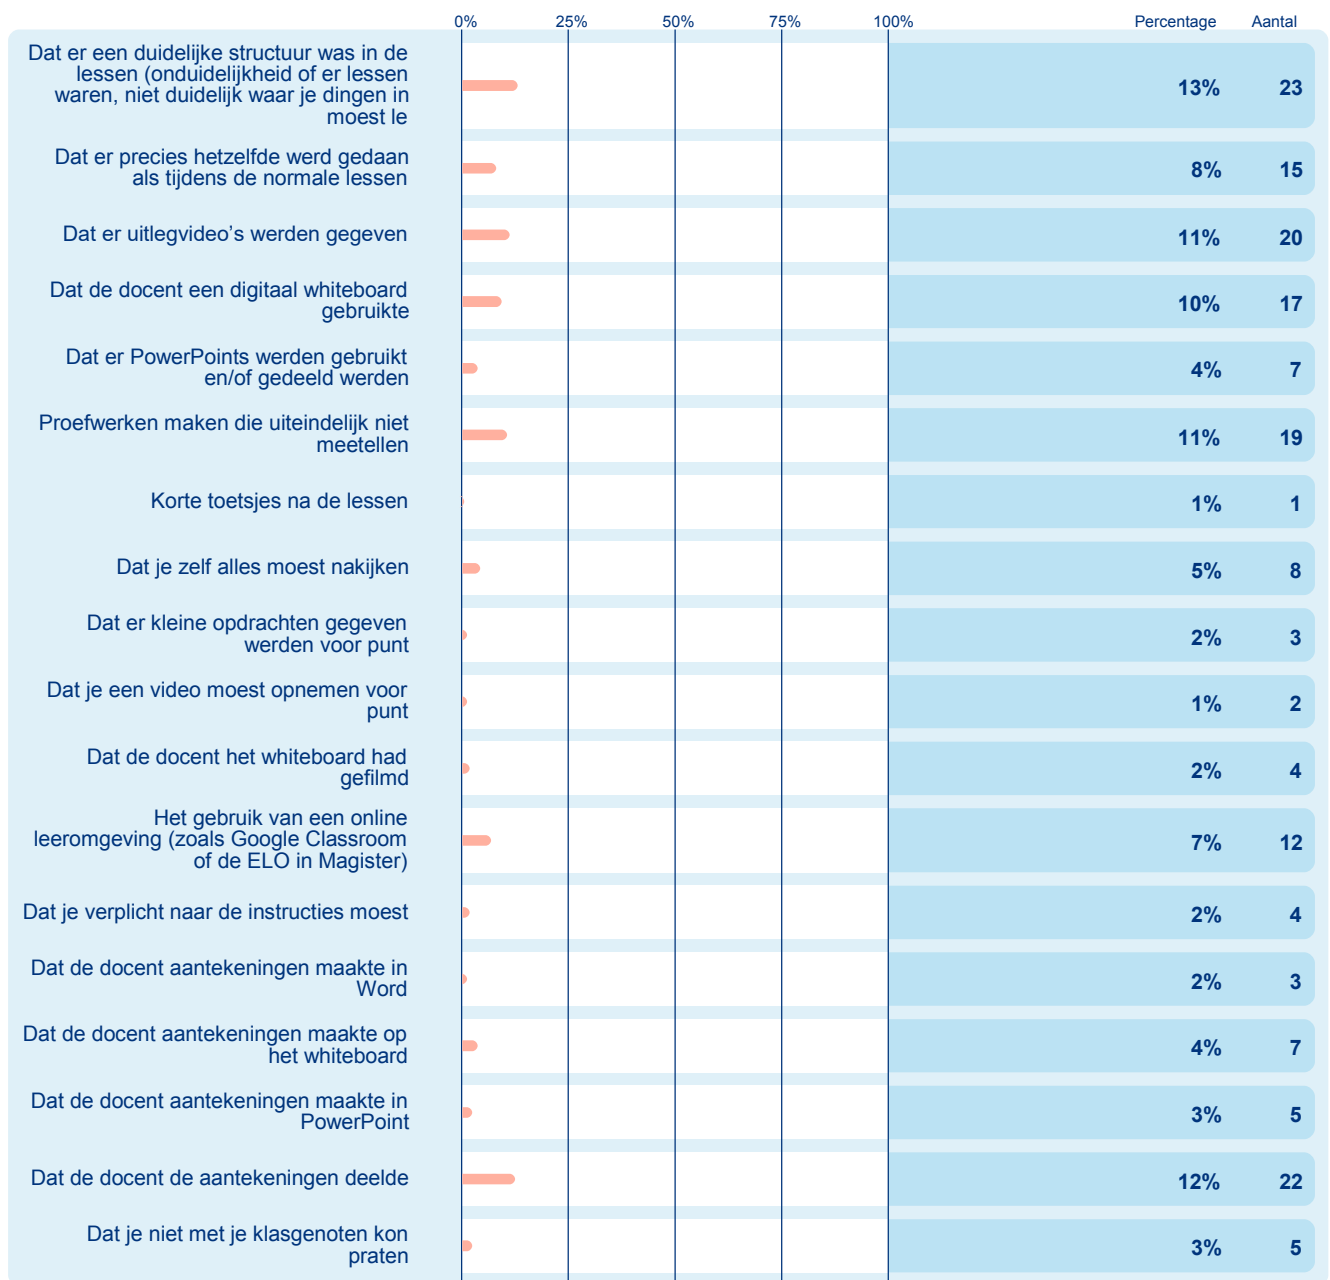 0% 25% 50% 75% 100% Percentage Aantal
Dat er een duidelijke structuur was in de
lessen (onduidelijkheid of er lessen
waren, niet duidelijk waar je dingen in
moest le
13% 23
Dat er precies hetzelfde werd gedaan
als tijdens de normale lessen
8% 15
Dat er uitlegvideo’s werden gegeven
11% 20
Dat de docent een digitaal whiteboard
gebruikte
10% 17
Dat er PowerPoints werden gebruikt
en/of gedeeld werden
4% 7
Proefwerken maken die uiteindelijk niet
meetellen
11% 19
Korte toetsjes na de lessen
1% 1
Dat je zelf alles moest nakijken
5% 8
Dat er kleine opdrachten gegeven
werden voor punt
2% 3
Dat je een video moest opnemen voor
punt
1% 2
Dat de docent het whiteboard had
gefilmd
2% 4
Het gebruik van een online
leeromgeving (zoals Google Classroom
of de ELO in Magister)
7% 12
Dat je verplicht naar de instructies moest
2% 4
Dat de docent aantekeningen maakte in
Word
2% 3
Dat de docent aantekeningen maakte op
het whiteboard
4% 7
Dat de docent aantekeningen maakte in
PowerPoint
3% 5
Dat de docent de aantekeningen deelde
12% 22
Dat je niet met je klasgenoten kon
praten
3% 5